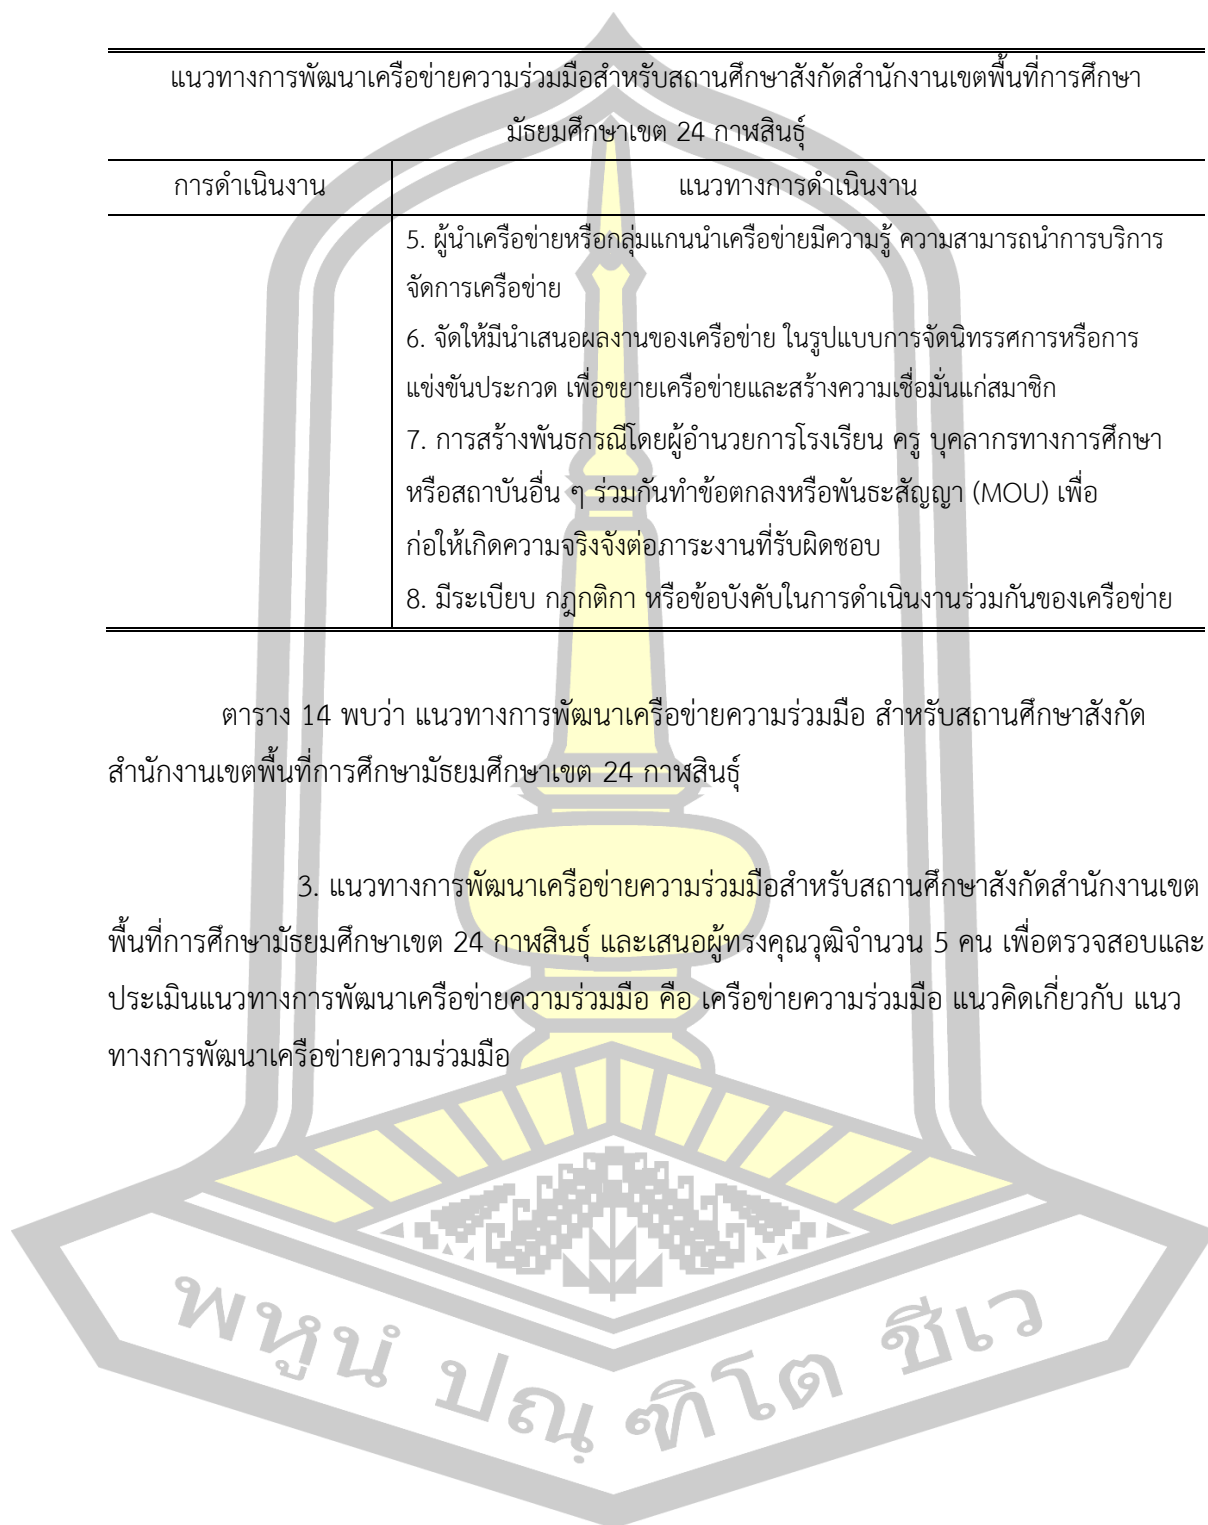 แนวทางการพัฒนาเครือข่ายความร่วมมือสำหรับสถานศึกษาสังกัดสำนักงานเขตพื้นที่การศึกษา
มัธยมศึกษาเขต 24 กาฬสินธุ์
การดำเนินงาน แนวทางการดำเนินงาน
5. ผู้นำเครือข่ายหรือกลุ่มแกนนำเครือข่ายมีความรู้ ความสามารถนำการบริการ
จัดการเครือข่าย
6. จัดให้มีนำเสนอผลงานของเครือข่าย ในรูปแบบการจัดนิทรรศการหรือการ
แข่งขันประกวด เพื่อขยายเครือข่ายและสร้างความเชื่อมั่นแก่สมาชิก
7. การสร้างพันธกรณีโดยผู้อำนวยการโรงเรียน ครู บุคลากรทางการศึกษา
หรือสถาบันอื่น ๆ ร่วมกันทำข้อตกลงหรือพันธะสัญญา (MOU) เพื่อ
ก่อให้เกิดความจริงจังต่อภาระงานที่รับผิดชอบ
8. มีระเบียบ กฎกติกา หรือข้อบังคับในการดำเนินงานร่วมกันของเครือข่าย
ตาราง 14 พบว่า แนวทางการพัฒนาเครือข่ายความร่วมมือ สำหรับสถานศึกษาสังกัด
สำนักงานเขตพื้นที่การศึกษามัธยมศึกษาเขต 24 กาฬสินธุ์
3. แนวทางการพัฒนาเครือข่ายความร่วมมือสำหรับสถานศึกษาสังกัดสำนักงานเขต
พื้นที่การศึกษามัธยมศึกษาเขต 24 กาฬสินธุ์ และเสนอผู้ทรงคุณวุฒิจำนวน 5 คน เพื่อตรวจสอบและ
ประเมินแนวทางการพัฒนาเครือข่ายความร่วมมือ คือ เครือข่ายความร่วมมือ แนวคิดเกี่ยวกับ แนว
ทางการพัฒนาเครือข่ายความร่วมมือ
พหูนํ ปณฺฑิโต ชีเว